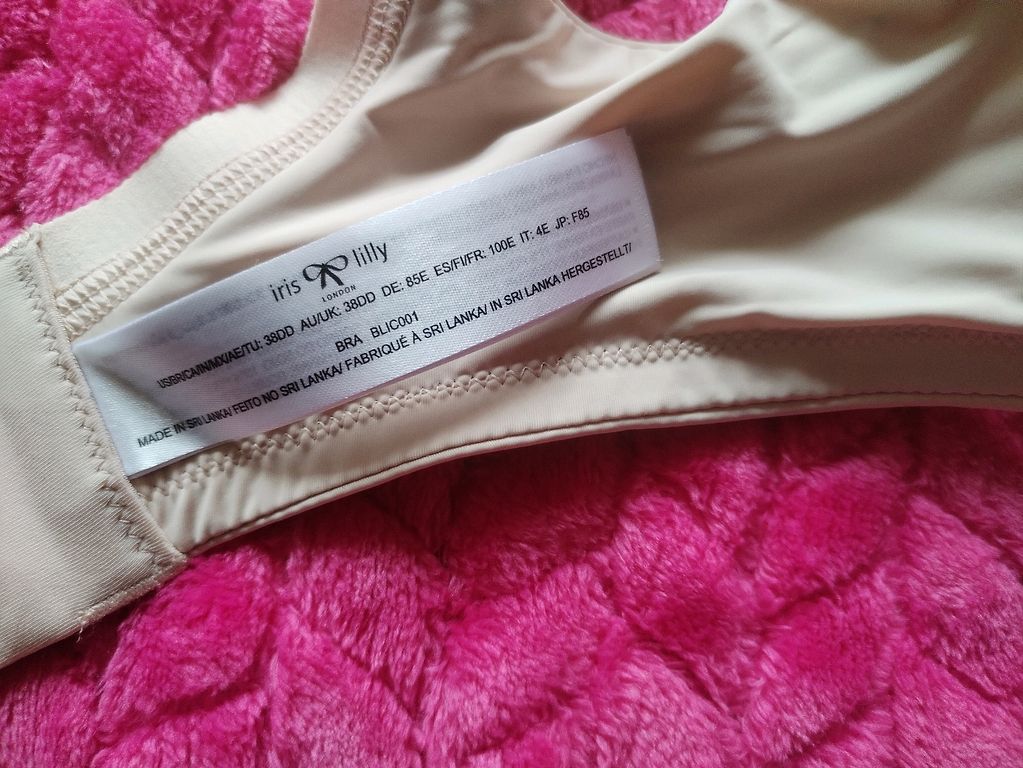 iris lilly
LONDON
US/BR/CA/IN/MX/AE/TU: 38DD AU/UK: 38DD DE: 85E ES/FI/FR: 100E IT: 4E JP: F85
BRA BLIC001
MADE IN SRI LANKA/ FEITO NO SRI LANKA/ FABRIQUÉ À SRI LANKA/ IN SRI LANKA HERGESTELLT/